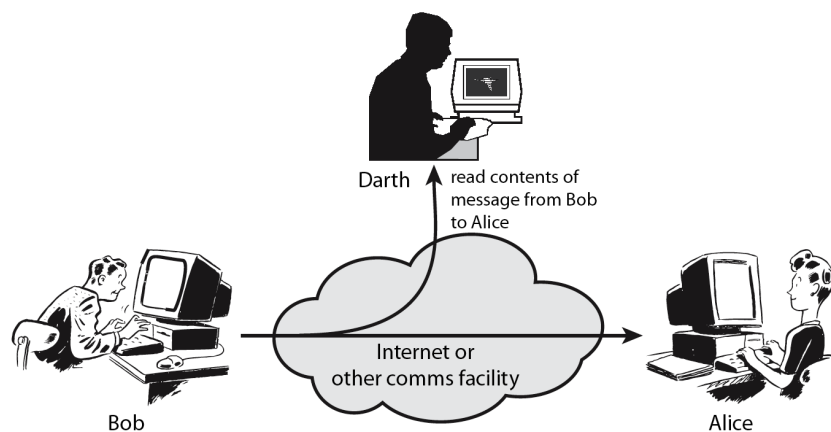 Darth
read contents of
message from Bob
to Alice
Internet or
other comms facility
Bob
Alice